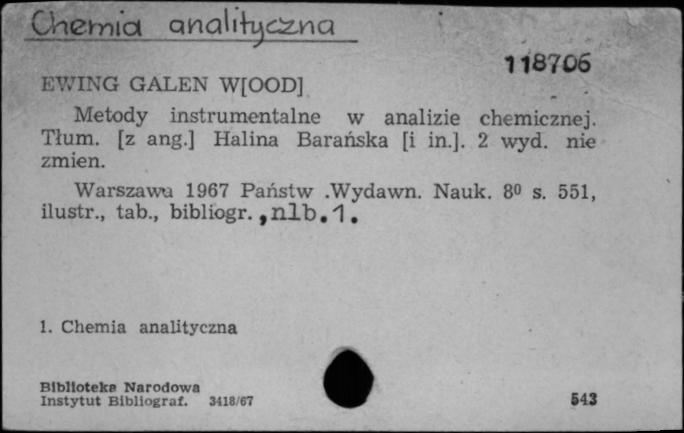 Chemia analityczna
118706
EWING GALEN W[OOD]
Metody instrumentalne w analizie chemicznej.
Tłum. [z ang.] Halina Barańska [i in.]. 2 wyd. nie
zmien.
Warszawa 1967 Państw .Wydawn. Nauk. 8⁰ s. 551,
ilustr., tab., bibliogr.,nlb.1.
1. Chemia analityczna
Biblioteka Narodowa
Instytut Bibliograf. 3418/67
543